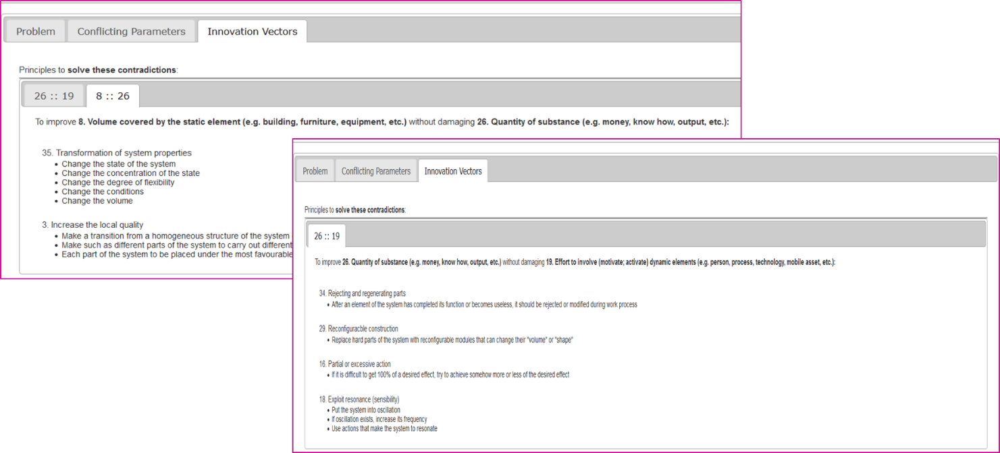 Problem
Conflicting Parameters
Innovation Vectors
Principles to solve these contradictions:
26 :: 19
8 :: 26
To improve 8. Volume covered by the static element (e.g. building, furniture, equipment, etc.) without damaging 26. Quantity of substance (e.g. money, know how, output, etc.):
35. Transformation of system properties
• Change the state of the system
• Change the concentration of the state
• Change the degree of flexibility
• Change the conditions
• Change the volume
3. Increase the local quality
• Make a transition from a homogeneous structure of the system
• Make such as different parts of the system to carry out different
• Each part of the system to be placed under the most favourable
Problem
Conflicting Parameters
Innovation Vectors
Principles to solve these contradictions:
26 :: 19
To improve 26. Quantity of substance (e.g. money, know how, output, etc.) without damaging 19. Effort to involve (motivate; activate) dynamic elements (e.g. person, process, technology, mobile asset, etc.):
34. Rejecting and regenerating parts
• After an element of the system has completed its function or becomes useless, it should be rejected or modified during work process
29. Reconfiguracble construction
• Replace hard parts of the system with reconfigurable modules that can change their "volume" or "shape"
16. Partial or excessive action
• If it is difficult to get 100% of a desired effect, try to achieve somehow more or less of the desired effect
18. Exploit resonance (sensibility)
• Put the system into oscillation
• If oscillation exists, increase its frequency
• Use actions that make the system to resonate